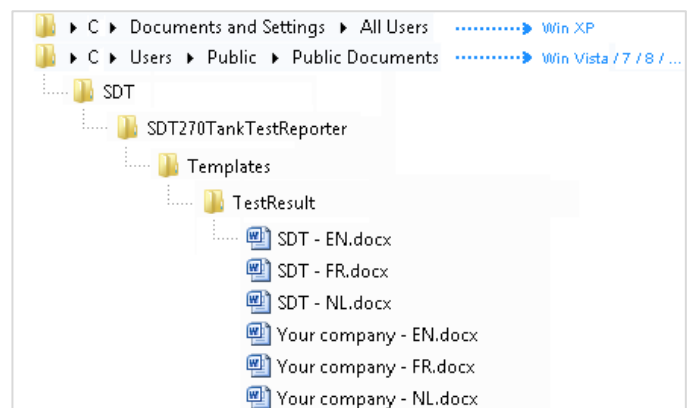 C Documents and Settings All Users Win XP
C Users Public Public Documents Win Vista / 7 / 8 / ...
SDT
SDT270TankTestReporter
Templates
TestResult
SDT - EN.docx
SDT - FR.docx
SDT - NL.docx
Your company - EN.docx
Your company - FR.docx
Your company - NL.docx